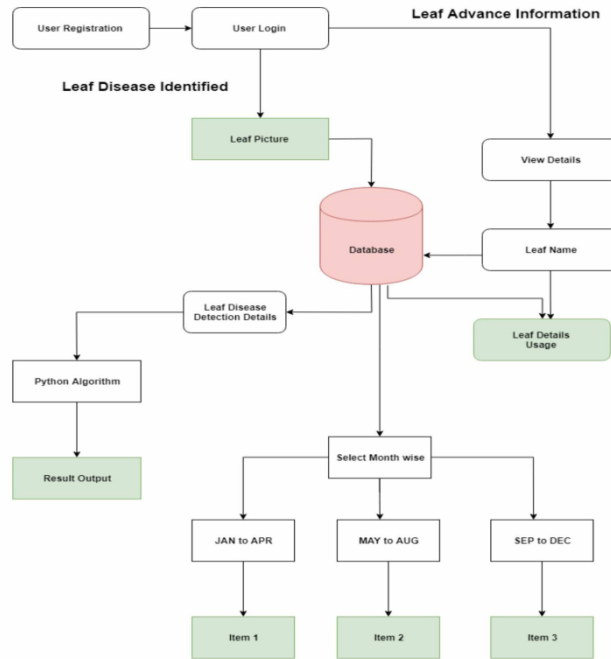 Leaf Advance Information
User Registration
User Login
Leaf Disease Identified
Leaf Picture
View Details
Database
Leaf Name
Leaf Disease
Detection Details
Leaf Details
Usage
Python Algorithm
Select Month wise
Result Output
JAN to APR
MAY to AUG
SEP to DEC
Item 1
Item 2
Item 3